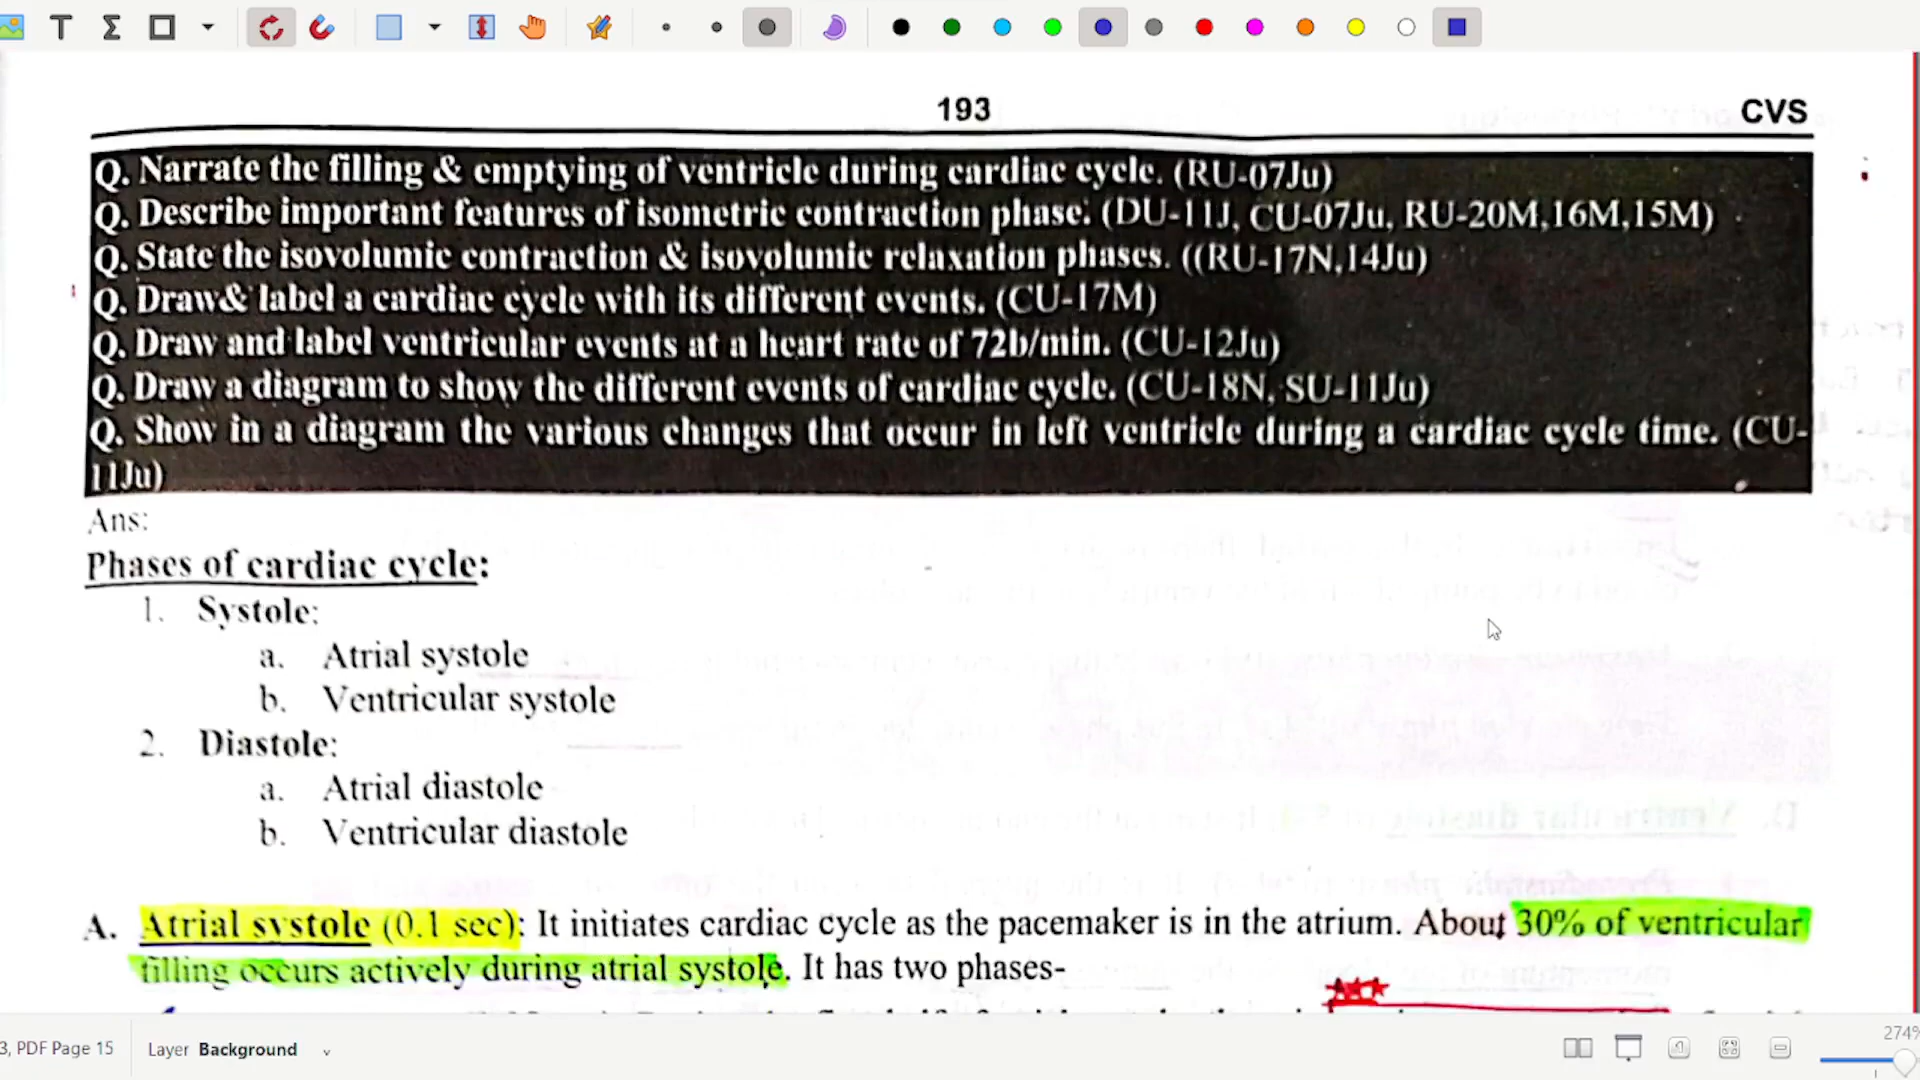 193
CVS
Q. Narrate the filling & emptying of ventricle during cardiac cycle. (RU-07Ju)
Q. Describe important features of isometric contraction phase. (DU-11J, CU-07Ju, RU-20M,16M,15M)
Q. State the isovolumic contraction & isovolumic relaxation phases. ((RU-17N,14Ju)
Q. Draw& label a cardiac cycle with its different events. (CU-17M)
Q. Draw and label ventricular events at a heart rate of 72b/min. (CU-12Ju)
Q. Draw a diagram to show the different events of cardiac cycle. (CU-18N, SU-11Ju)
Q. Show in a diagram the various changes that occur in left ventricle during a cardiac cycle time. (CU-
11Ju)
Ans:
Phases of cardiac cycle:
1. Systole:
a. Atrial systole
b. Ventricular systole
2. Diastole:
a. Atrial diastole
b. Ventricular diastole
A. Atrial systole (0.1 sec): It initiates cardiac cycle as the pacemaker is in the atrium. About 30% of ventricular
filling occurs actively during atrial systole. It has two phases-
3, PDF Page 15
Layer Background
274%